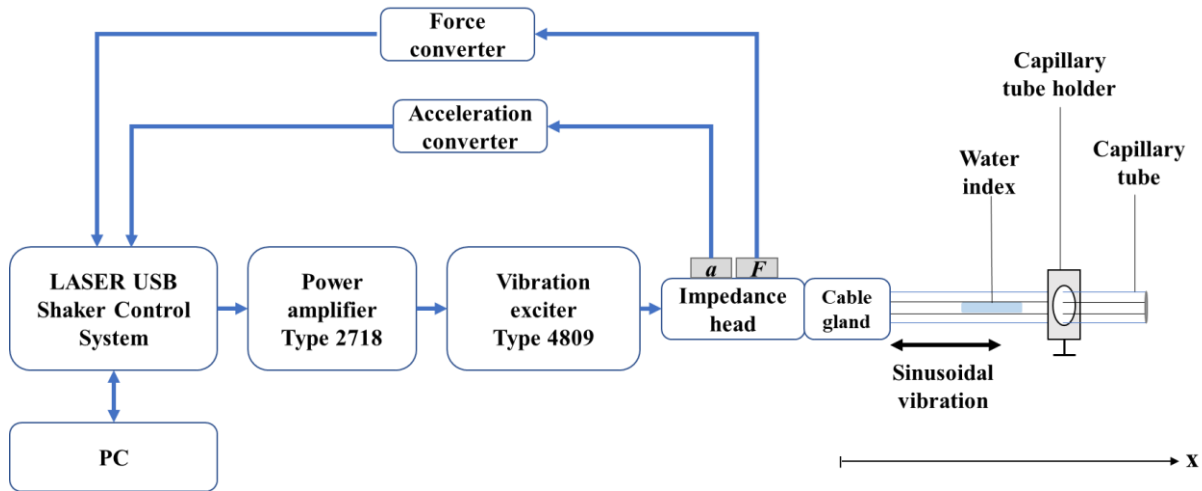 Force
converter
Acceleration
converter
Capillary
tube holder
Water
index
Capillary
tube
LASER USB
Shaker Control
System
Power
amplifier
Type 2718
Vibration
exciter
Type 4809
a
F
Impedance
head
Cable
gland
Sinusoidal
vibration
PC
x